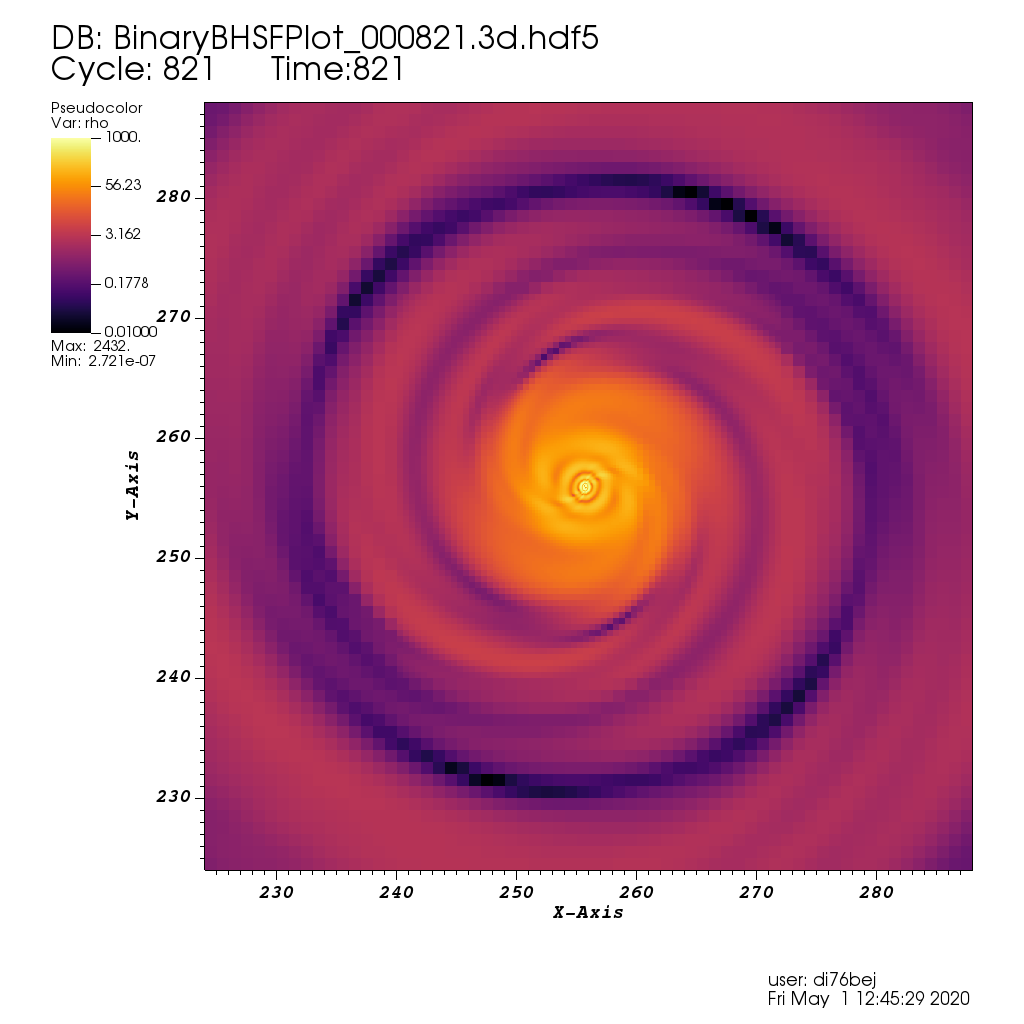 DB: BinaryBHSFPlot_000821.3d.hdf5
Cycle: 821 Time:821
Pseudocolor
Var: rho
1000.
56.23
3.162
0.1778
0.01000
Max: 2432.
Min: 2.721e-07
280
270
260
250
240
230
Y-Axis
230 240 250 260 270 280
X-Axis
user: di76bej
Fri May 1 12:45:29 2020